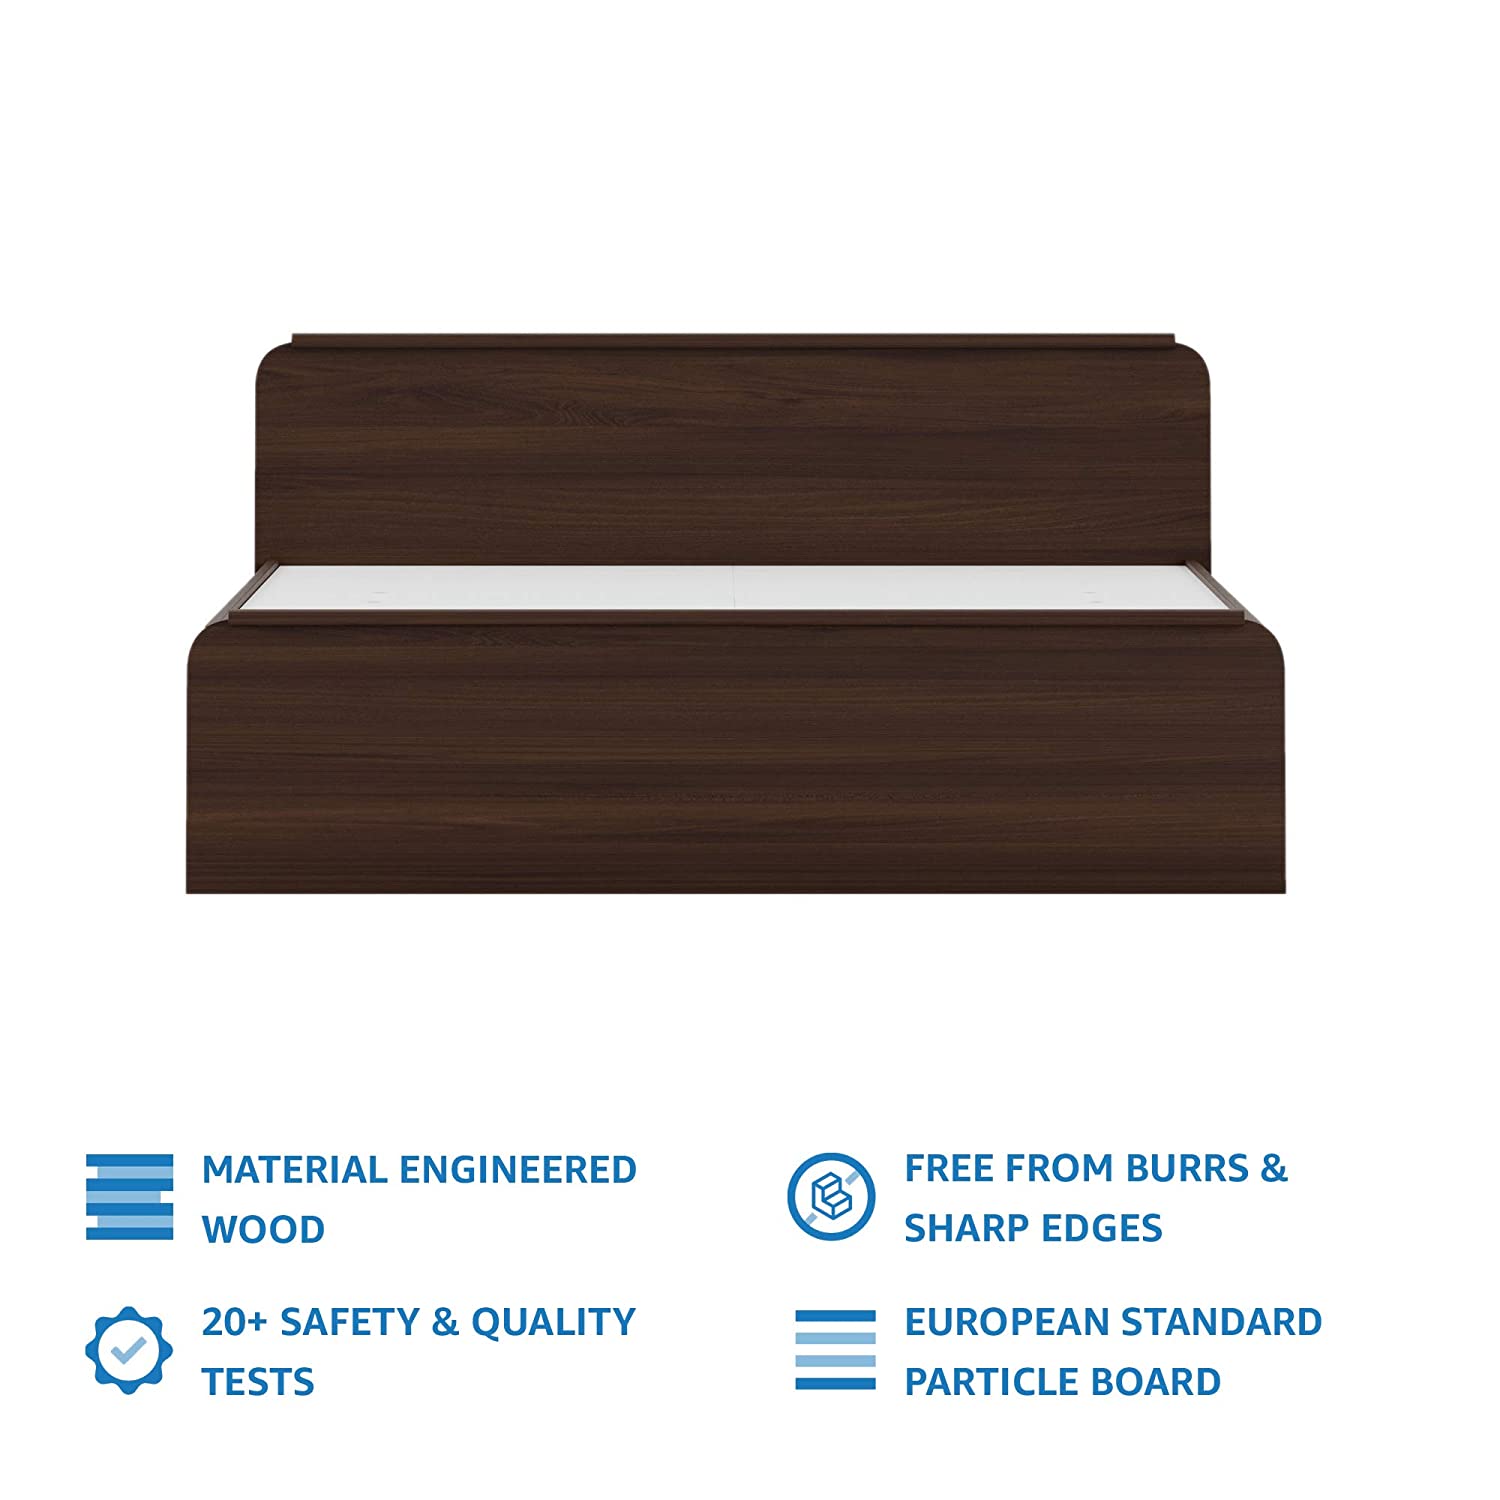 MATERIAL ENGINEERED
WOOD
FREE FROM BURRS &
SHARP EDGES
20+ SAFETY & QUALITY
TESTS
EUROPEAN STANDARD
PARTICLE BOARD